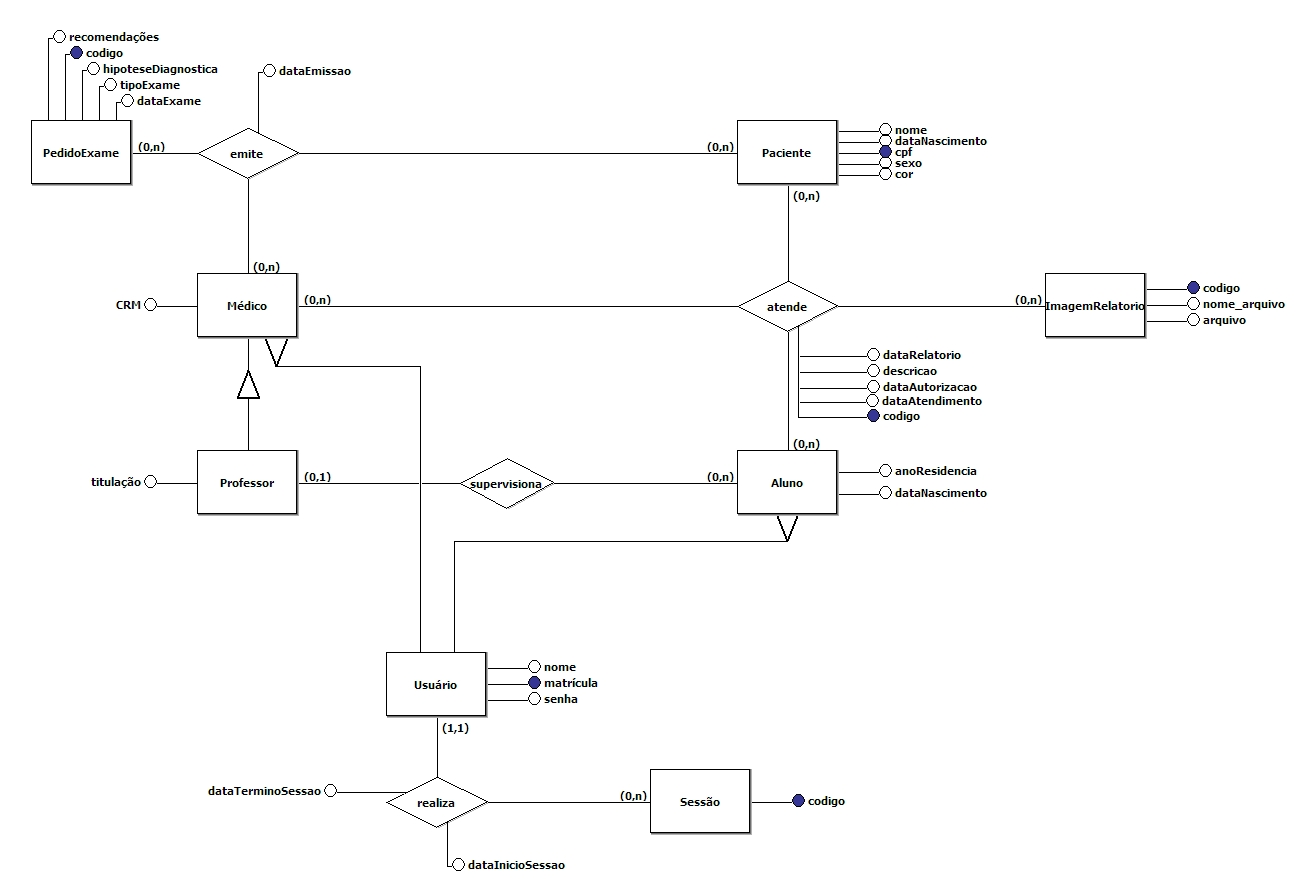 recomendações
codigo
hipoteseDiagnostica
tipoExame
dataExame
dataEmissao
PedidoExame
(0,n)
emite
(0,n)
Paciente
nome
dataNascimento
cpf
sexo
cor
(0,n)
(0,n)
CRM
Médico
(0,n)
atende
(0,n)
ImagemRelatorio
codigo
nome_arquivo
arquivo
dataRelatorio
descricao
dataAutorizacao
dataAtendimento
codigo
(0,n)
titulação
Professor
(0,1)
supervisiona
(0,n)
Aluno
anoResidencia
dataNascimento
Usuário
nome
matrícula
senha
(1,1)
dataTerminoSessao
realiza
(0,n)
Sessão
codigo
dataInicioSessao